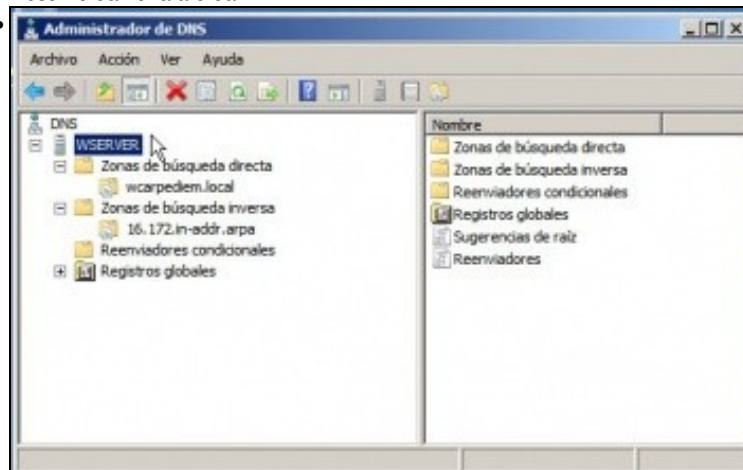 Administrador de DNS
Archivo Acción Ver Ayuda
DNS
WSERVER
Zonas de búsqueda directa
wcarpediem.local
Zonas de búsqueda inversa
16.172.in-addr.arpa
Reenviadores condicionales
Registros globales
Nombre
Zonas de búsqueda directa
Zonas de búsqueda inversa
Reenviadores condicionales
Registros globales
Sugerencias de raíz
Reenviadores